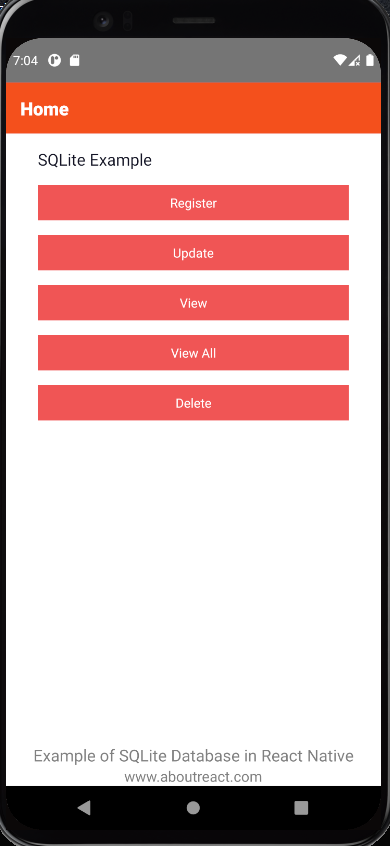 7:04
Home
SQLite Example
Register
Update
View
View All
Delete
Example of SQLite Database in React Native
www.aboutreact.com